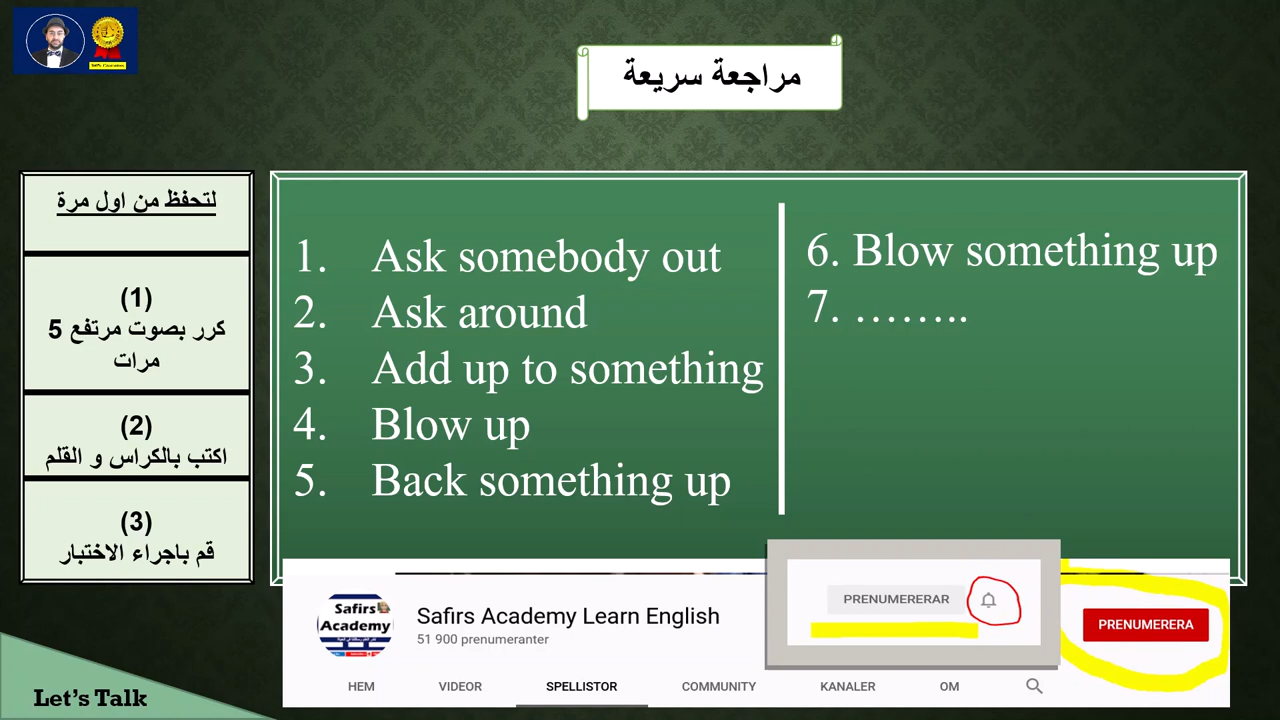 مراجعة سريعة
لتحفظ من اول مرة
(1)
كرر بصوت مرتفع 5
مرات
(2)
اكتب بالكراس و القلم
(3)
قم باجراء الاختبار
1. Ask somebody out
2. Ask around
3. Add up to something
4. Blow up
5. Back something up
6. Blow something up
7. ……..
Safirs
Academy
Safirs Academy Learn English
51 900 prenumeranter
PRENUMERERAR
PRENUMERERA
HEM VIDEOR SPELLISTOR COMMUNITY KANALER OM
Let's Talk